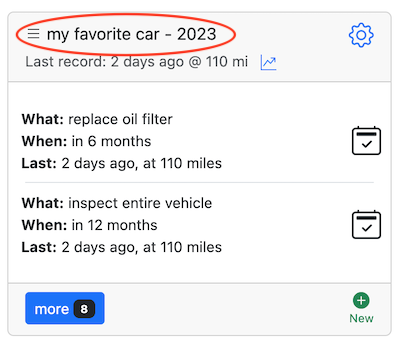 my favorite car - 2023
Last record: 2 days ago @ 110 mi
What: replace oil filter
When: in 6 months
Last: 2 days ago, at 110 miles
What: inspect entire vehicle
When: in 12 months
Last: 2 days ago, at 110 miles
more 8
New